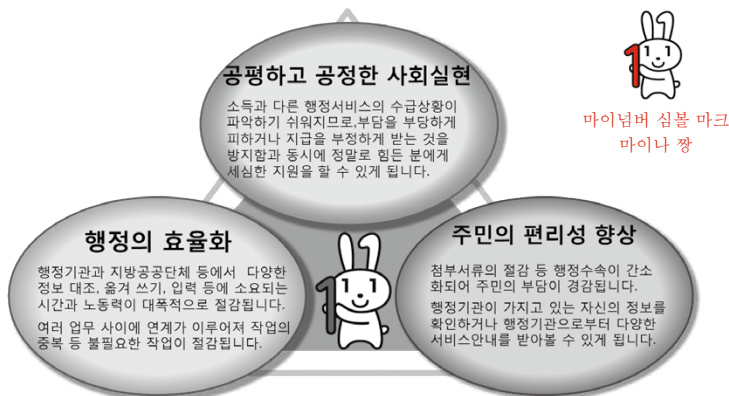 공평하고 공정한 사회실현
소득과 다른 행정서비스의 수급상황이
파악하기 쉬워지므로,부담을 부당하게
피하거나 지급을 부정하게 받는 것을
방지함과 동시에 정말로 힘든 분에게
세심한 지원을 할 수 있게 됩니다.
마이넘버 심볼 마크
마이나 짱
행정의 효율화
행정기관과 지방공공단체 등에서 다양한
정보 대조, 옮겨 쓰기, 입력 등에 소요되는
시간과 노동력이 대폭적으로 절감됩니다.
여러 업무 사이에 연계가 이루어져 작업의
중복 등 불필요한 작업이 절감됩니다.
주민의 편리성 향상
첨부서류의 절감 등 행정수속이 간소
화되어 주민의 부담이 경감됩니다.
행정기관이 가지고 있는 자신의 정보를
확인하거나 행정기관으로부터 다양한
서비스안내를 받아볼 수 있게 됩니다.